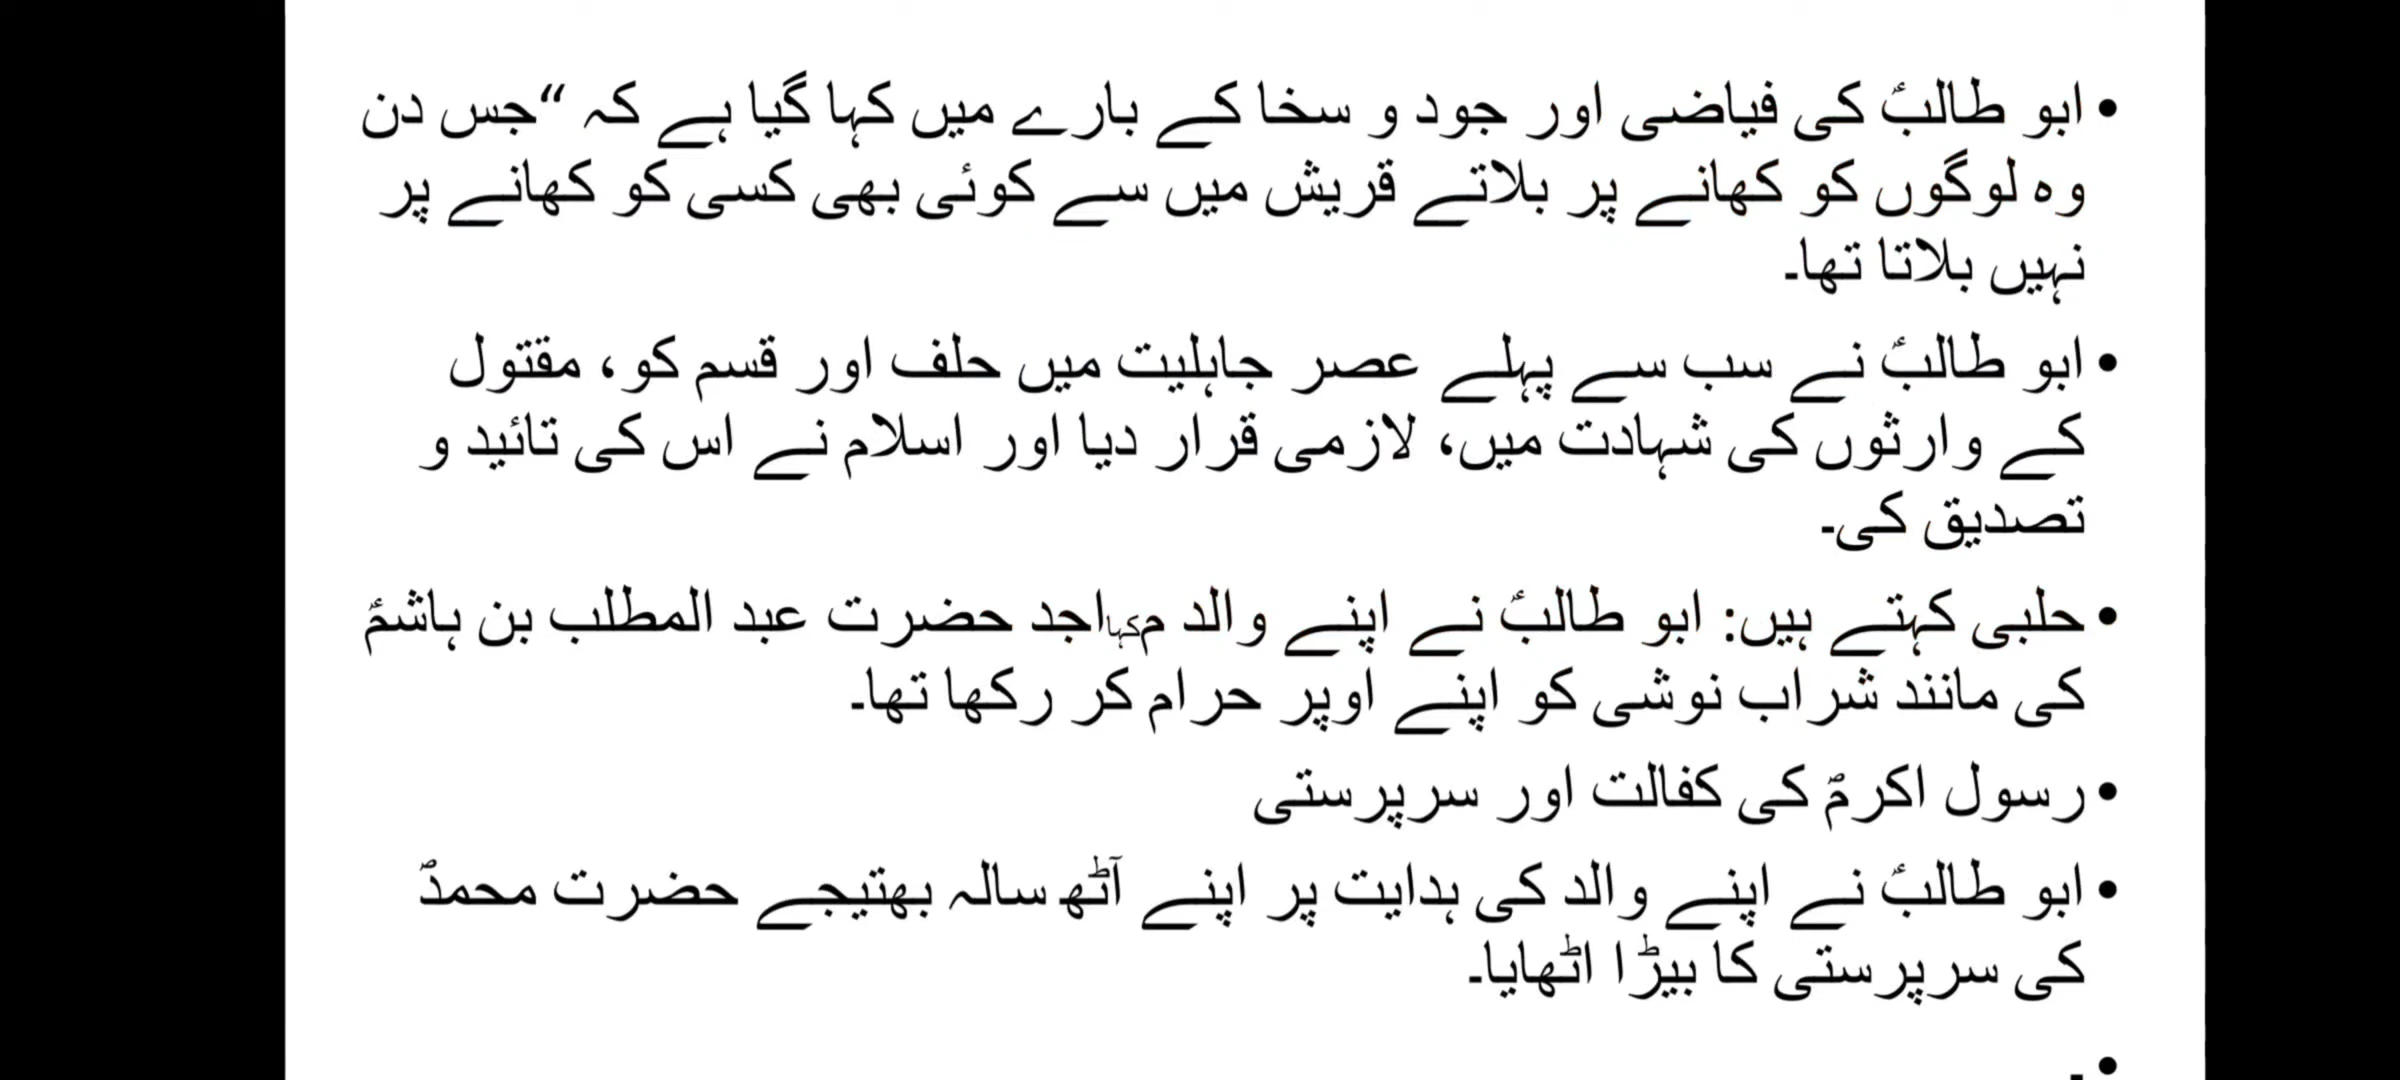 • ابو طالبؑ کی فیاضی اور جود و سخا کے بارے میں کہا گیا ہے کہ “جس دن
وہ لوگوں کو کھانے پر بلاتے قریش میں سے کوئی بھی کسی کو کھانے پر
نہیں بلاتا تھا۔
• ابو طالبؑ نے سب سے پہلے عصر جاہلیت میں حلف اور قسم کو، مقتول
کے وارثوں کی شہادت میں، لازمی قرار دیا اور اسلام نے اس کی تائید و
تصدیق کی۔
• حلبی کہتے ہیں: ابو طالبؑ نے اپنے والد حضرت عبد المطلب بن ہاشمؑ
کی مانند شراب نوشی کو اپنے اوپر حرام کر رکھا تھا۔
• رسول اکرمؐ کی کفالت اور سرپرستی
• ابو طالبؑ نے اپنے والد کی ہدایت پر اپنے آٹھ سالہ بھتیجے حضرت محمدؐ
کی سرپرستی کا بیڑا اٹھایا۔